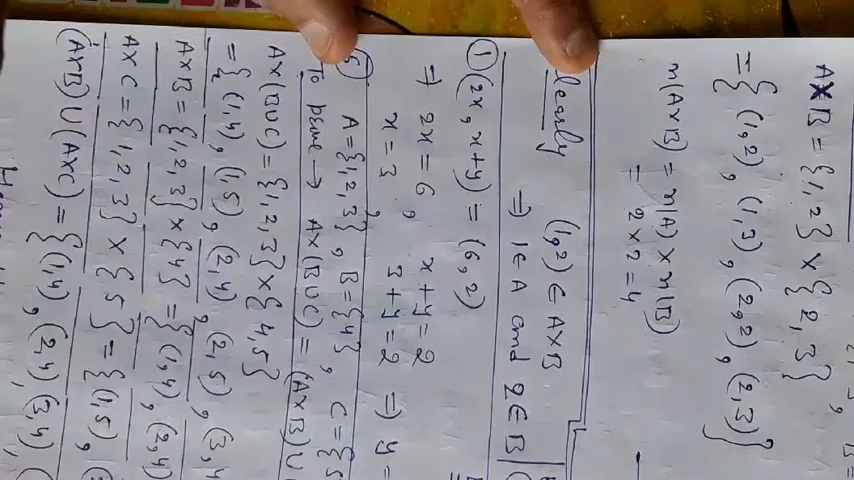 A×B = {1,2} × {2,3}
= { (1,2), (1,3), (2,2), (2,3) }
n(A×B) = n(A) × n(B)
= 2×2 = 4
learly (1,2) ∈ A×B
⇒ 1∈A and 2∈B
① (2x, x+y) = (6,2)
⇒ 2x = 6, x+y = 2
x = 3, 3+y = 2 ⇒ y =
A = {1,2,3}, B = {4}, C = {5
To prove → A×(B∪C) = (A×B) ∪
A×(B∪C) = {1,2,3} × {4,5}
= { (1,4), (1,5), (2,4), (2,5), (3,4
A×B = {1,2,3} × {4} = { (1,4), (2,4)
A×C = {1,2,3} × {5} = { (1,5), (
(A×B) ∪ (A×C) = { (1,4), (2,4) (3,4), (